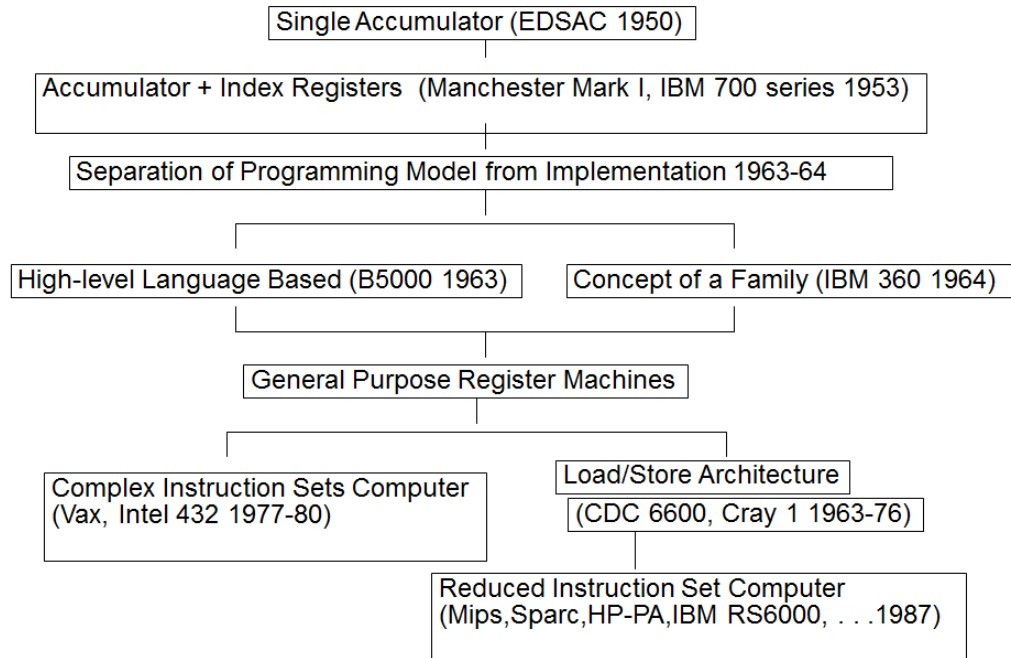 Single Accumulator (EDSAC 1950)
Accumulator + Index Registers (Manchester Mark I, IBM 700 series 1953)
Separation of Programming Model from Implementation 1963-64
High-level Language Based (B5000 1963)
Concept of a Family (IBM 360 1964)
General Purpose Register Machines
Complex Instruction Sets Computer
(Vax, Intel 432 1977-80)
Load/Store Architecture
(CDC 6600, Cray 1 1963-76)
Reduced Instruction Set Computer
(Mips,Sparc,HP-PA,IBM RS6000, . . .1987)